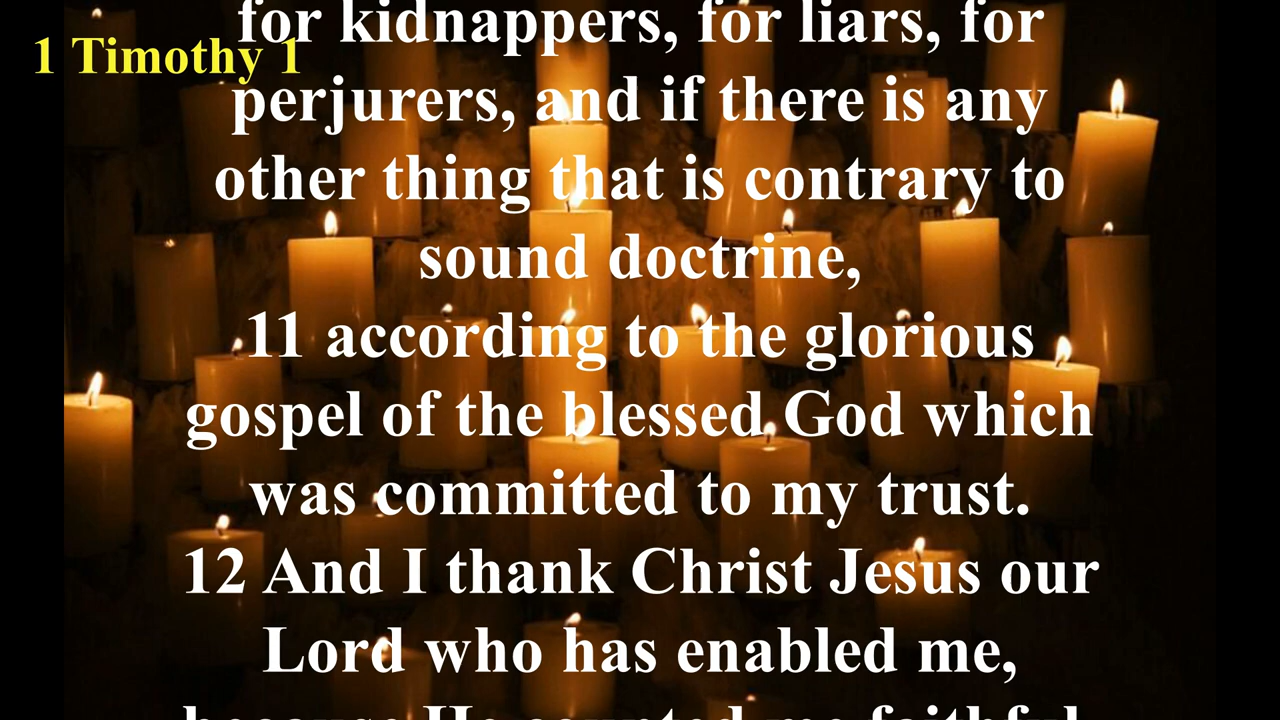 1 Timothy 1
for kidnappers, for liars, for
perjurers, and if there is any
other thing that is contrary to
sound doctrine,
11 according to the glorious
gospel of the blessed God which
was committed to my trust.
12 And I thank Christ Jesus our
Lord who has enabled me,
because He counted me faithful,